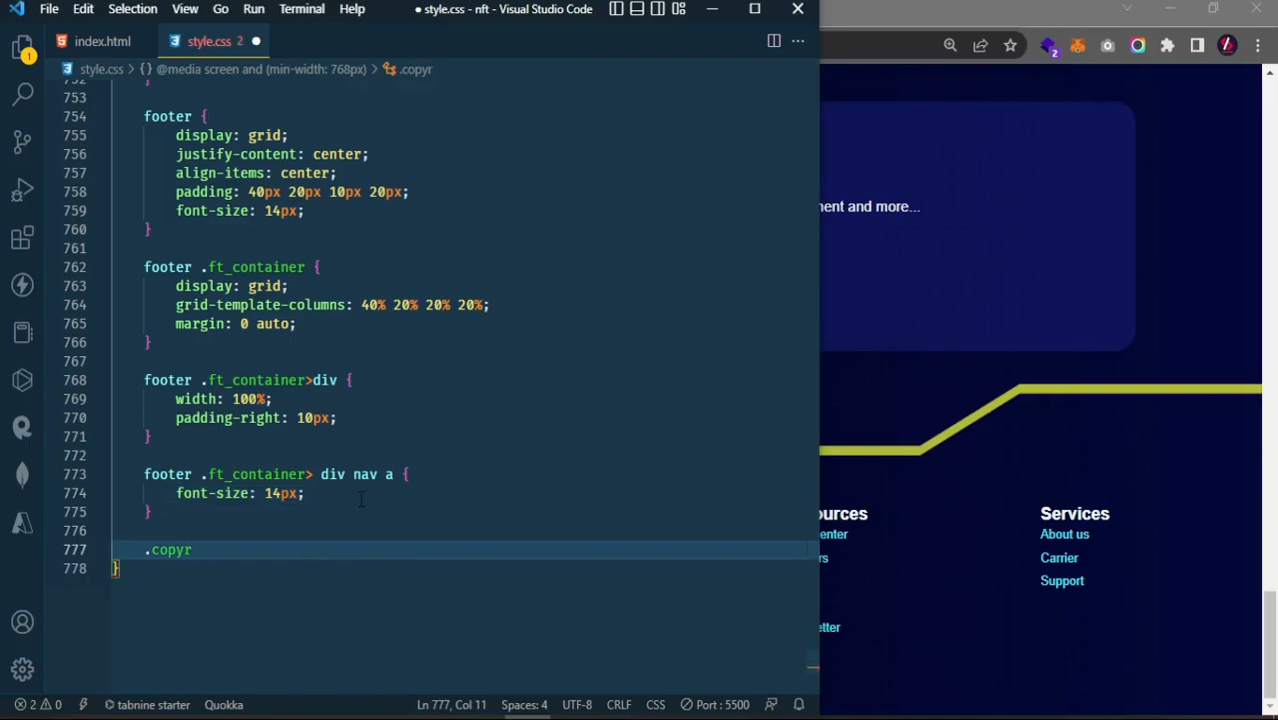 File Edit Selection View Go Run Terminal Help ● style.css - nft - Visual Studio Code
index.html style.css 2 ●
style.css > {} @media screen and (min-width: 768px) > .copyr
753
754 footer {
755 display: grid;
756 justify-content: center;
757 align-items: center;
758 padding: 40px 20px 10px 20px;
759 font-size: 14px;
760 }
761
762 footer .ft_container {
763 display: grid;
764 grid-template-columns: 40% 20% 20% 20%;
765 margin: 0 auto;
766 }
767
768 footer .ft_container>div {
769 width: 100%;
770 padding-right: 10px;
771 }
772
773 footer .ft_container> div nav a {
774 font-size: 14px;
775 }
776
777 .copyr
778 }
1
2
nent and more...
ources Services
enter About us
rs Carrier
Support
etter
2 0 tabnine starter Quokka Ln 777, Col 11 Spaces: 4 UTF-8 CRLF CSS Port : 5500